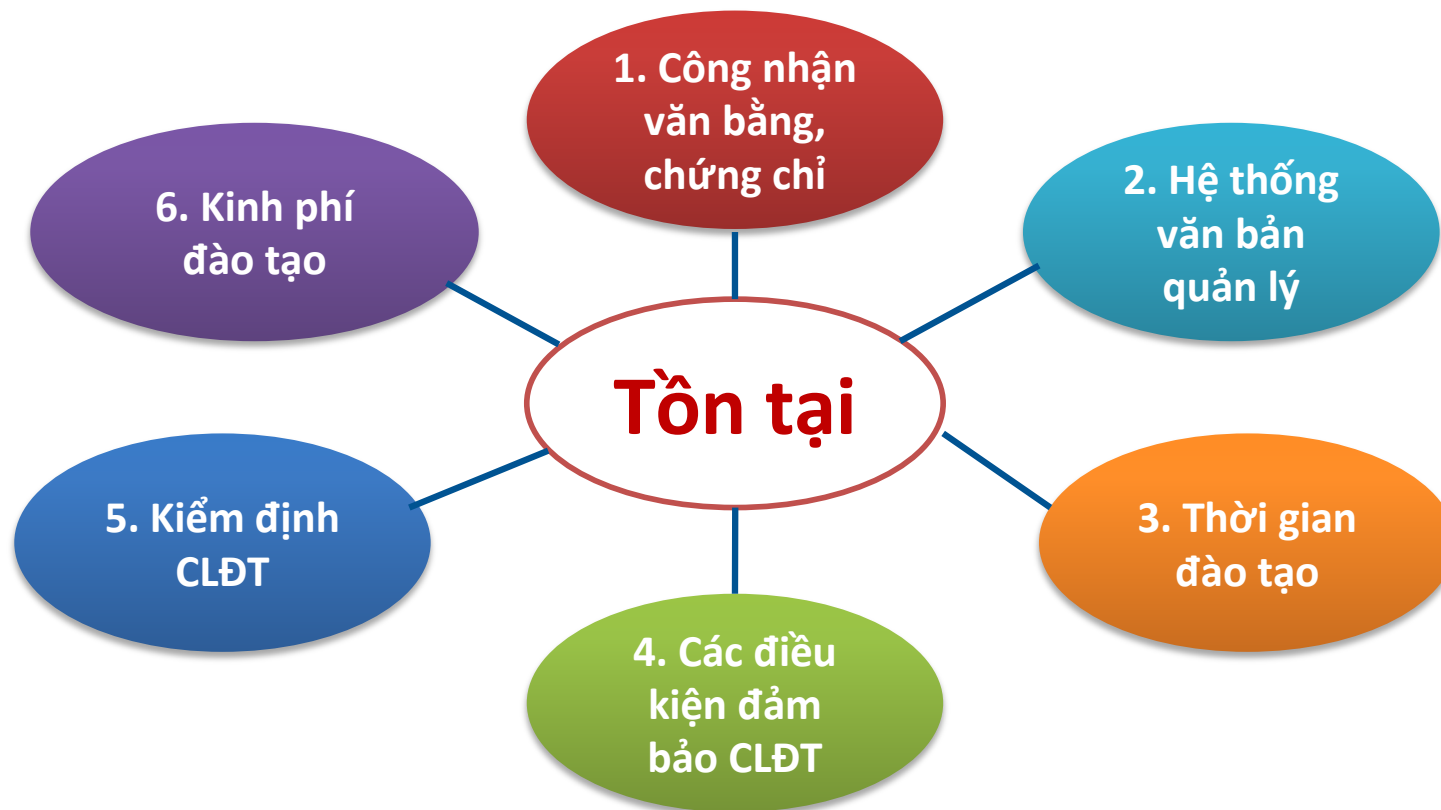 1. Công nhận
văn bằng,
chứng chỉ
2. Hệ thống
văn bản
quản lý
3. Thời gian
đào tạo
4. Các điều
kiện đảm
bảo CLĐT
5. Kiểm định
CLĐT
6. Kinh phí
đào tạo
Tồn tại